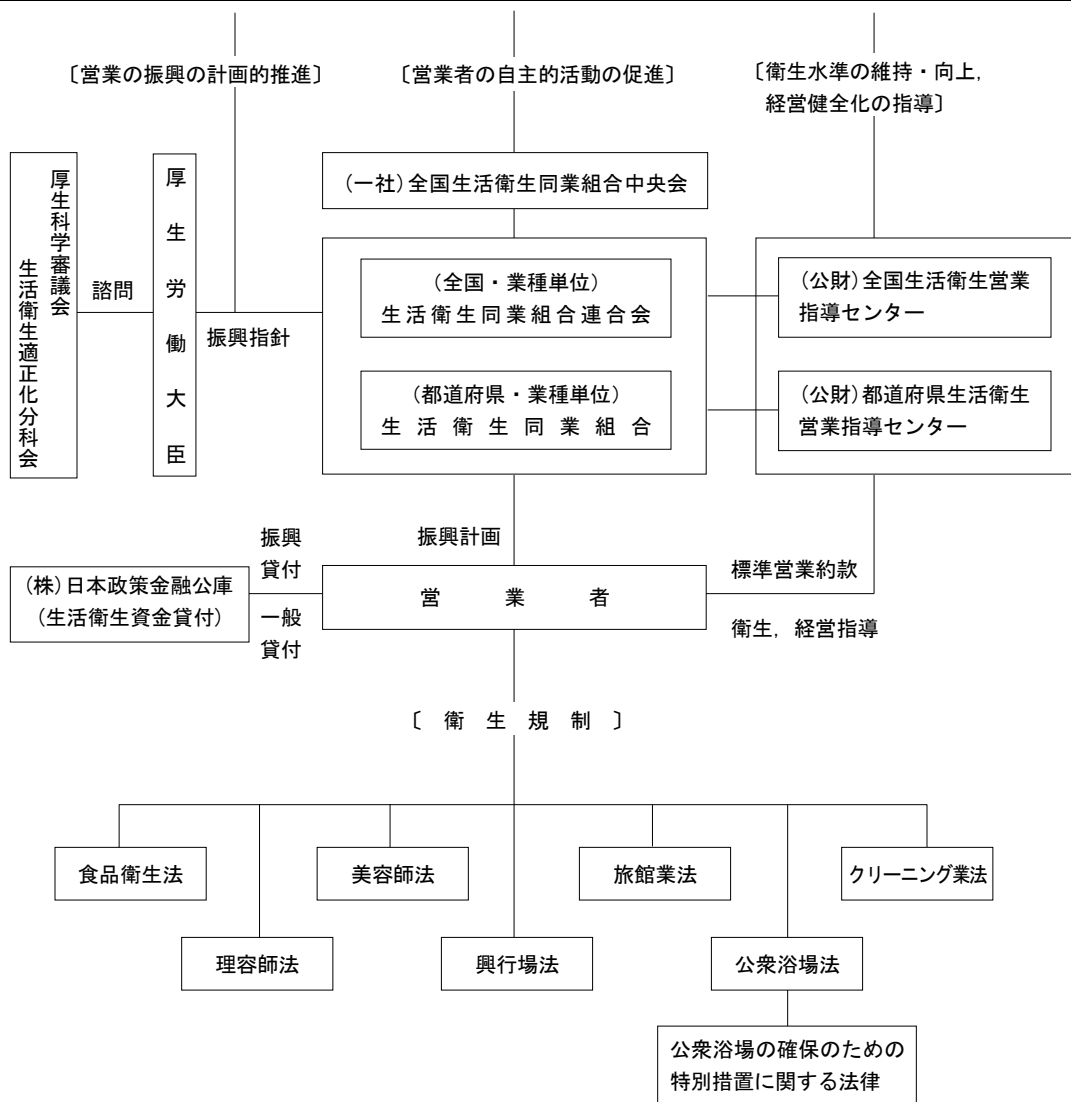 〔営業の振興の計画的推進〕
〔営業者の自主的活動の促進〕
〔衛生水準の維持・向上,
経営健全化の指導〕
厚生科学審議会
生活衛生適正化分科会
諮問
厚生労働大臣
振興指針
(一社)全国生活衛生同業組合中央会
(全国・業種単位)
生活衛生同業組合連合会
(都道府県・業種単位)
生活衛生同業組合
(公財)全国生活衛生営業
指導センター
(公財)都道府県生活衛生
営業指導センター
振興計画
振興
貸付
一般
貸付
(株)日本政策金融公庫
(生活衛生資金貸付)
営業者
標準営業約款
衛生, 経営指導
〔衛生規制〕
食品衛生法
美容師法
旅館業法
クリーニング業法
理容師法
興行場法
公衆浴場法
公衆浴場の確保のための
特別措置に関する法律